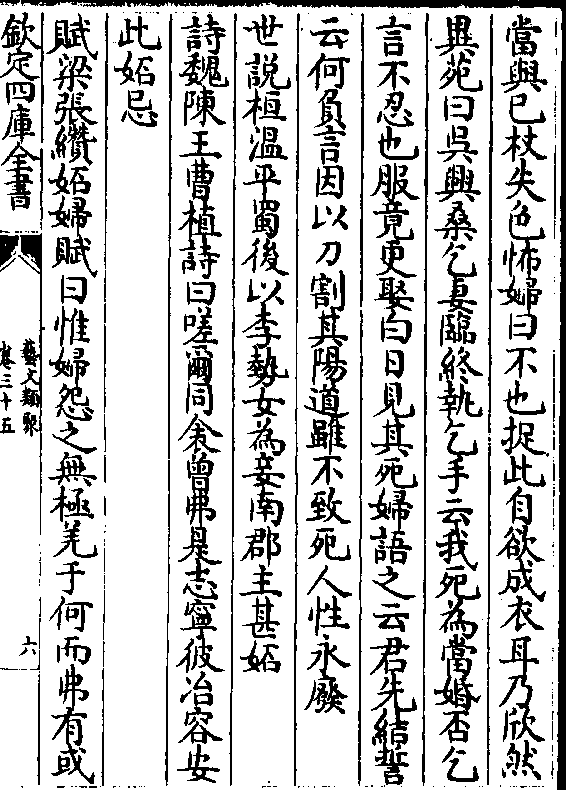 當與已杖失色怖婦曰不也捉此自欲成衣耳乃欣然
異苑曰吳興桑乞妻臨終執乞手云我死為當婚否乞
言不忍也服竟更娶白日見其死婦語之云君先結誓
云何負言因以刀割其陽道雖不致死人性永廢
世説桓溫平蜀後以李勢女為妾南郡主甚妬
詩魏陳王曹植詩曰嗟爾同衾曾弗是志寧彼冶容安
此妬忌
賦梁張纘妬婦賦曰惟婦怨之無極羌于何而弗有或
欽定四庫全書
藝文類聚
卷三十五
六